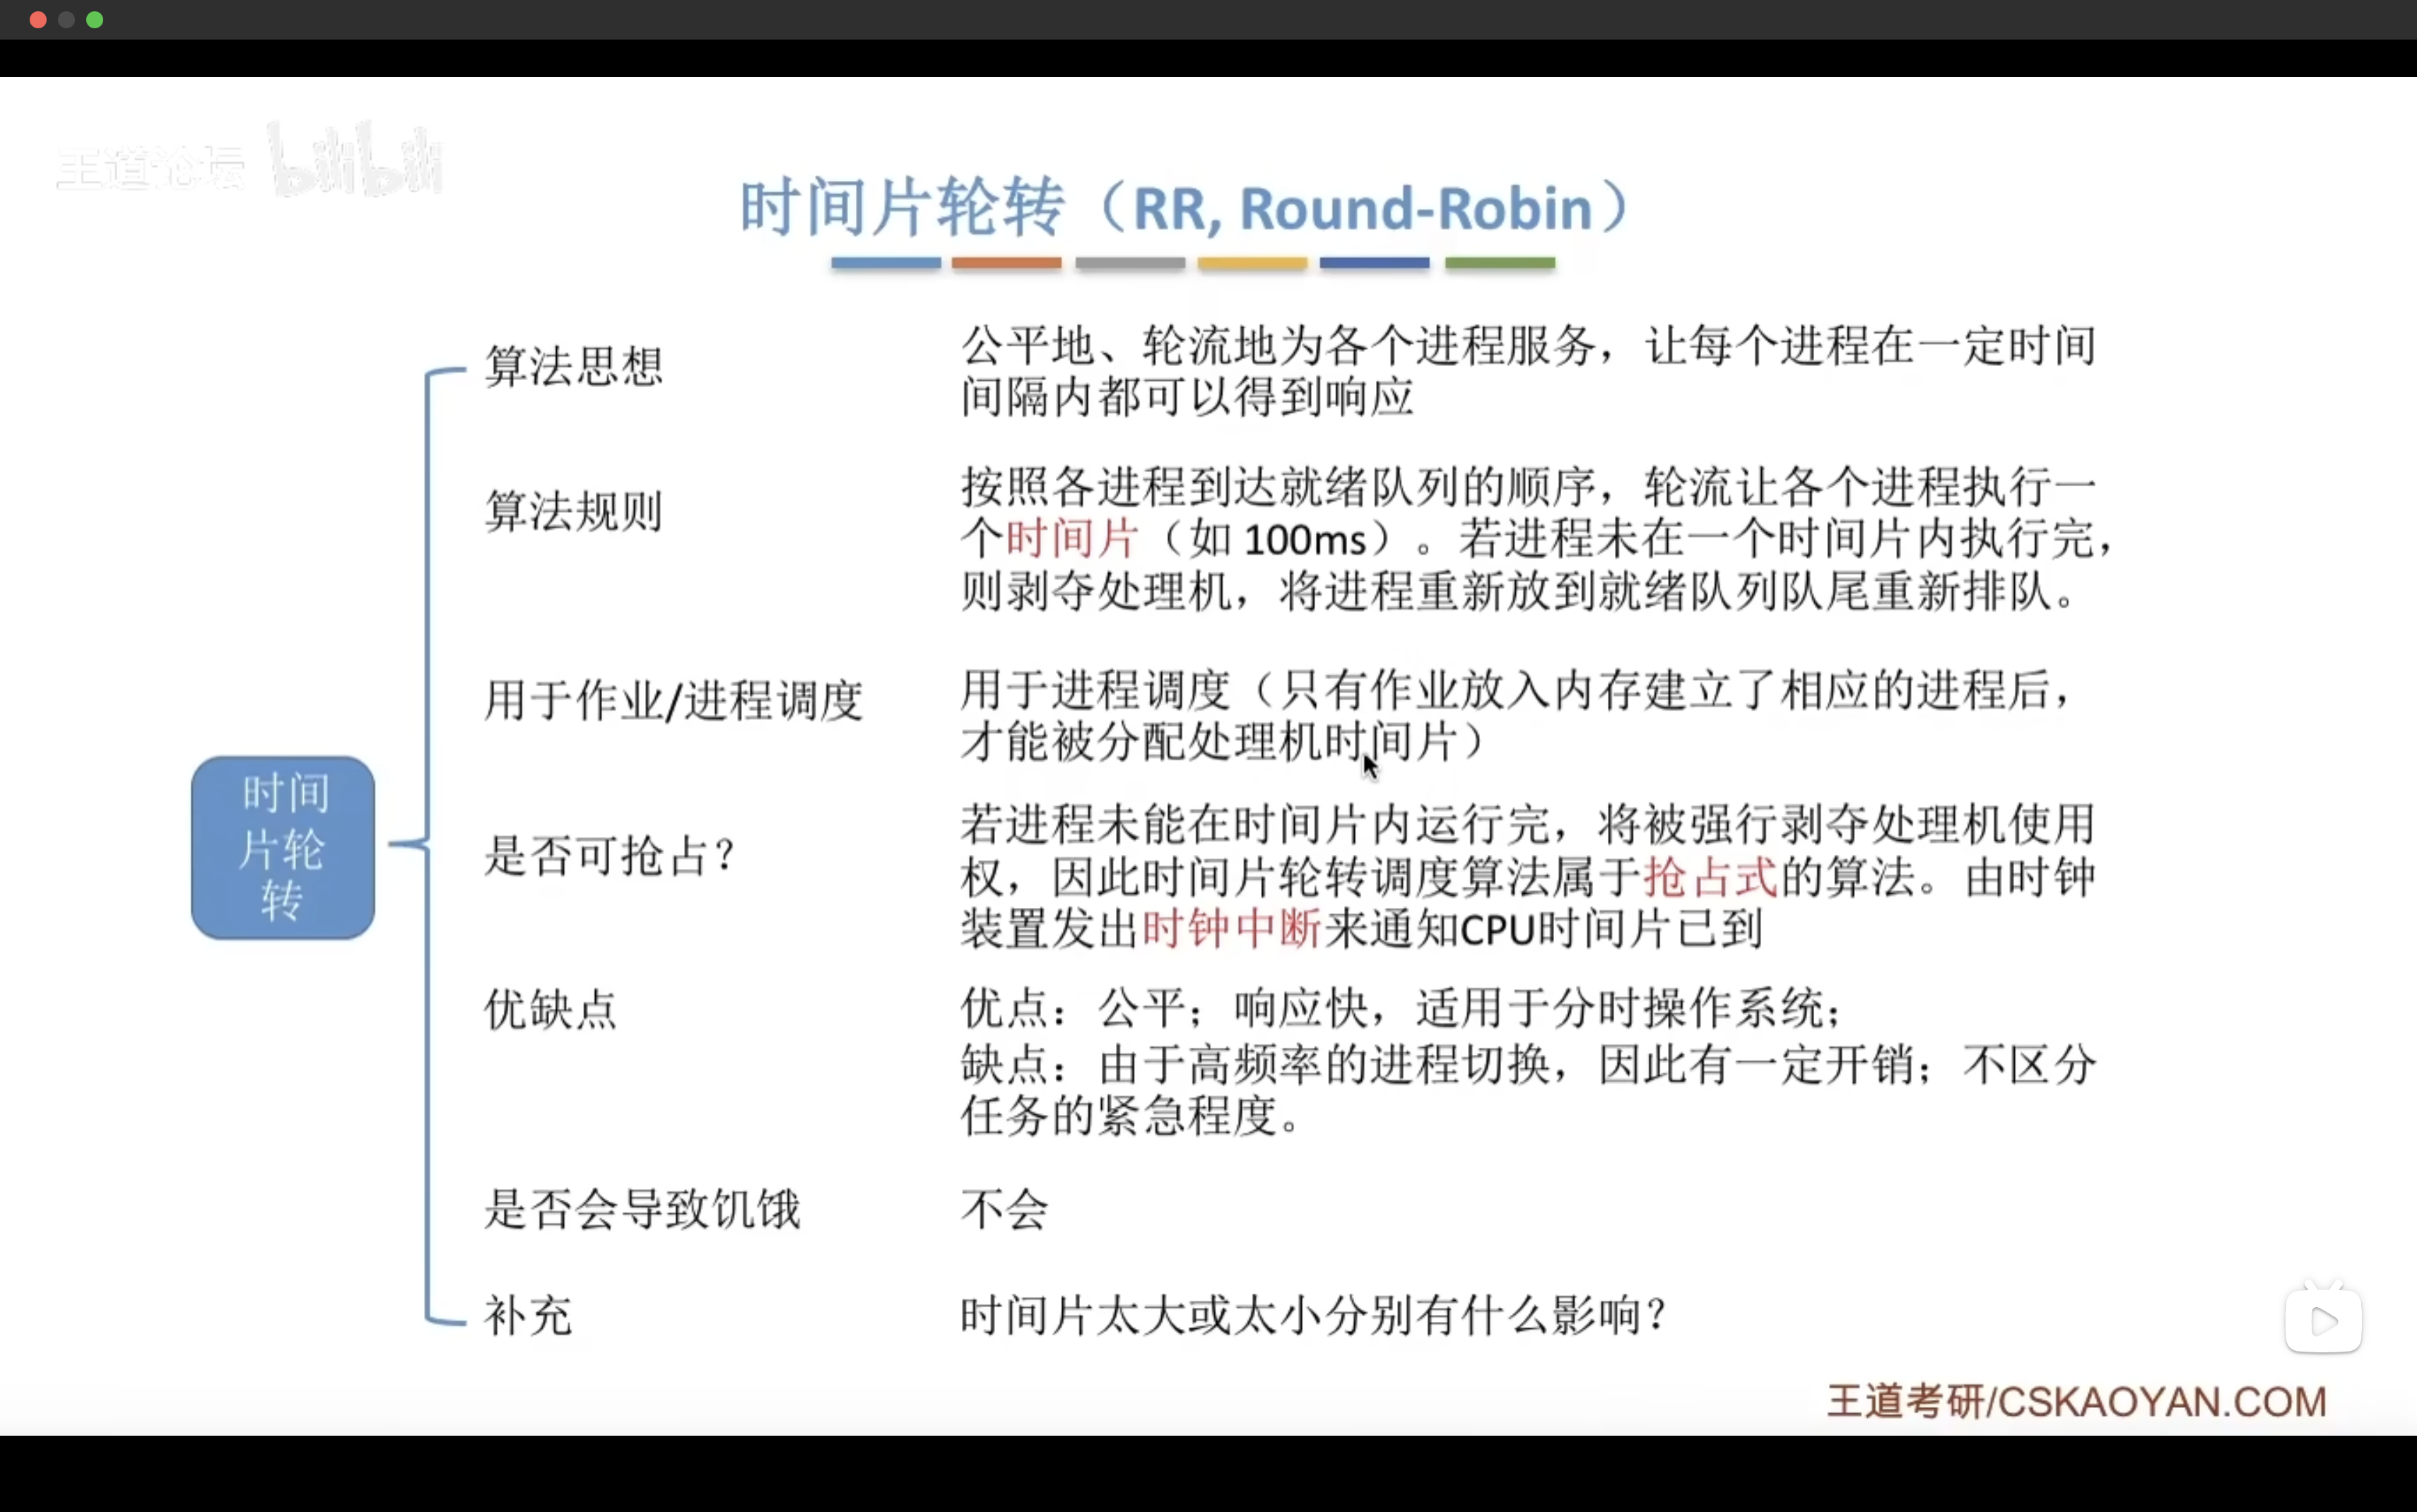 王道论坛 bilibili
时间片轮转（RR, Round-Robin）
算法思想
公平地、轮流地为各个进程服务，让每个进程在一定时间
间隔内都可以得到响应
算法规则
按照各进程到达就绪队列的顺序，轮流让各个进程执行一
个时间片（如 100ms）。若进程未在一个时间片内执行完，
则剥夺处理机，将进程重新放到就绪队列队尾重新排队。
用于作业/进程调度
用于进程调度（只有作业放入内存建立了相应的进程后，
才能被分配处理机时间片）
时间
片轮
转
是否可抢占？
若进程未能在时间片内运行完，将被强行剥夺处理机使用
权，因此时间片轮转调度算法属于抢占式的算法。由时钟
装置发出时钟中断来通知CPU时间片已到
优缺点
优点：公平；响应快，适用于分时操作系统；
缺点：由于高频率的进程切换，因此有一定开销；不区分
任务的紧急程度。
是否会导致饥饿
不会
补充
时间片太大或太小分别有什么影响？
王道考研/CSKAOYAN.COM